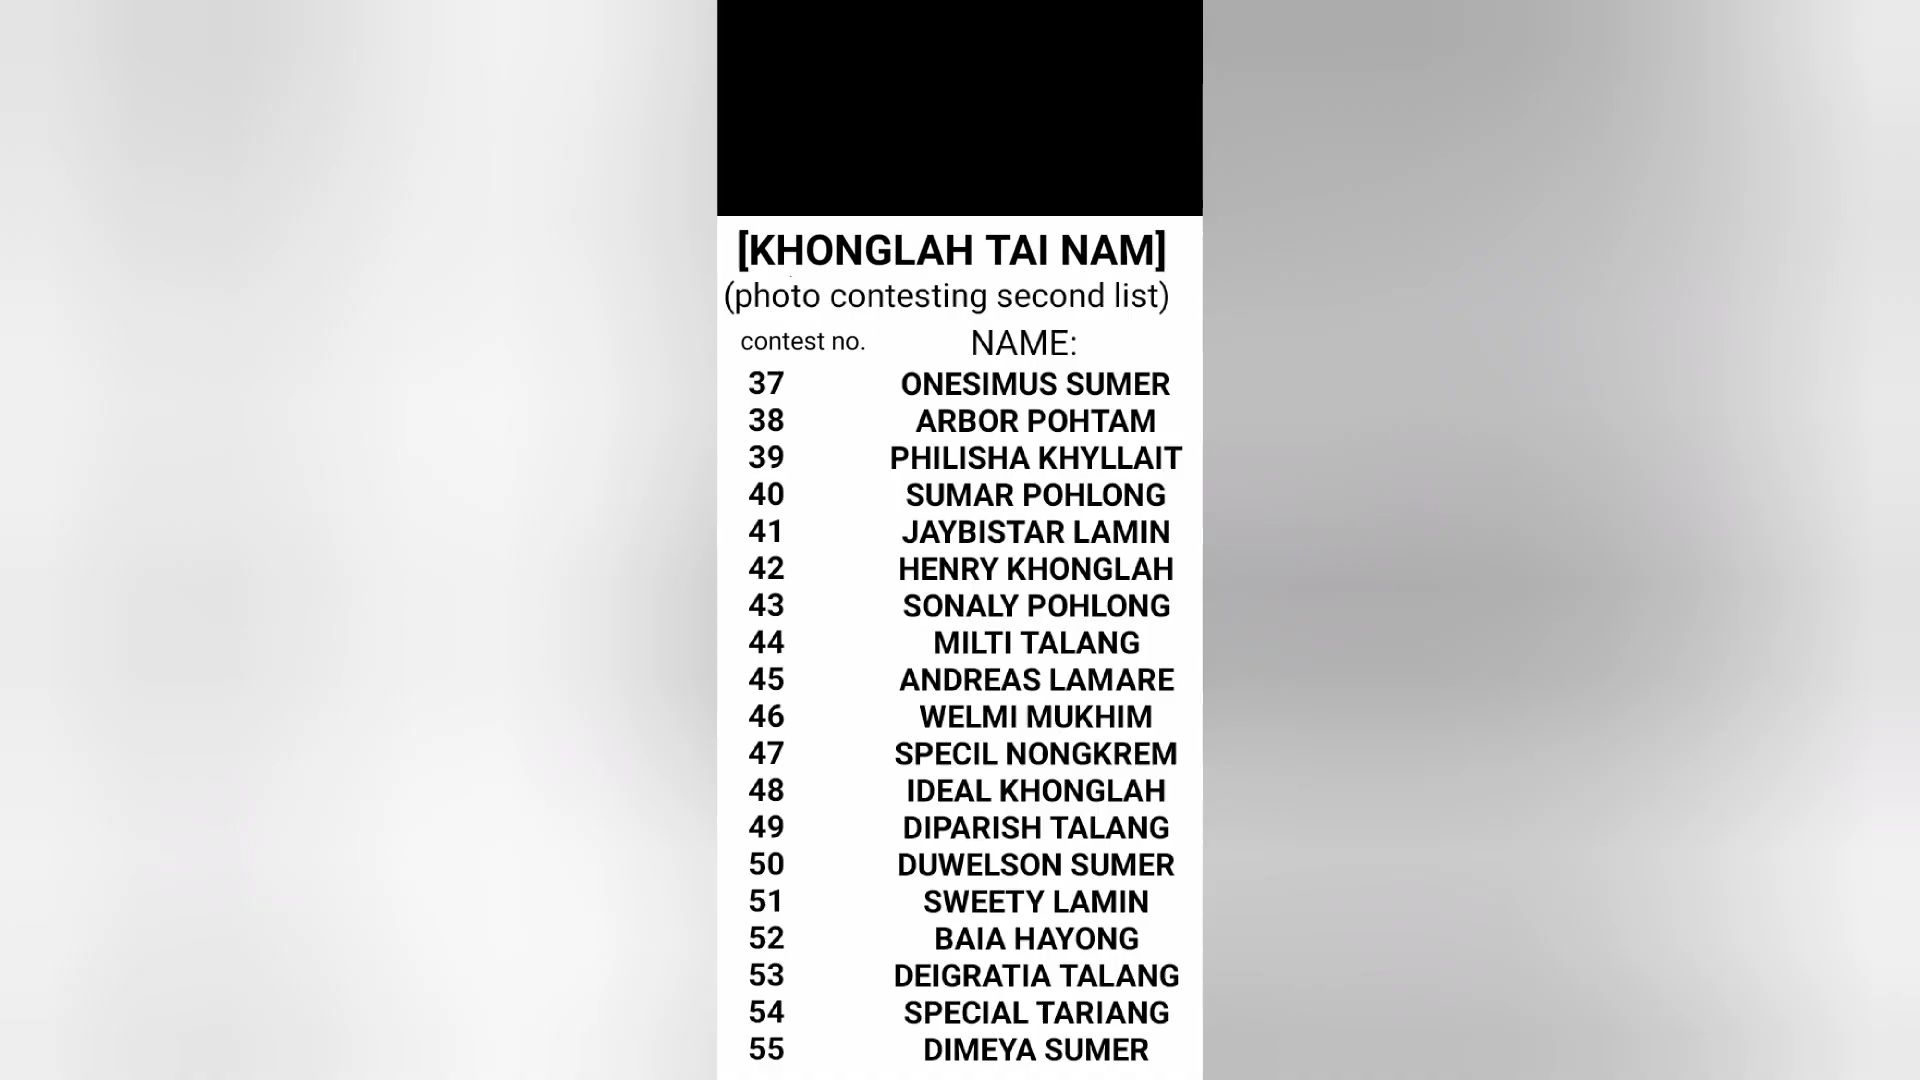 [KHONGLAH TAI NAM]
(photo contesting second list)
contest no. NAME:
37 ONESIMUS SUMER
38 ARBOR POHTAM
39 PHILISHA KHYLLAIT
40 SUMAR POHLONG
41 JAYBISTAR LAMIN
42 HENRY KHONGLAH
43 SONALY POHLONG
44 MILTI TALANG
45 ANDREAS LAMARE
46 WELMI MUKHIM
47 SPECIL NONGKREM
48 IDEAL KHONGLAH
49 DIPARISH TALANG
50 DUWELSON SUMER
51 SWEETY LAMIN
52 BAIA HAYONG
53 DEIGRATIA TALANG
54 SPECIAL TARIANG
55 DIMEYA SUMER